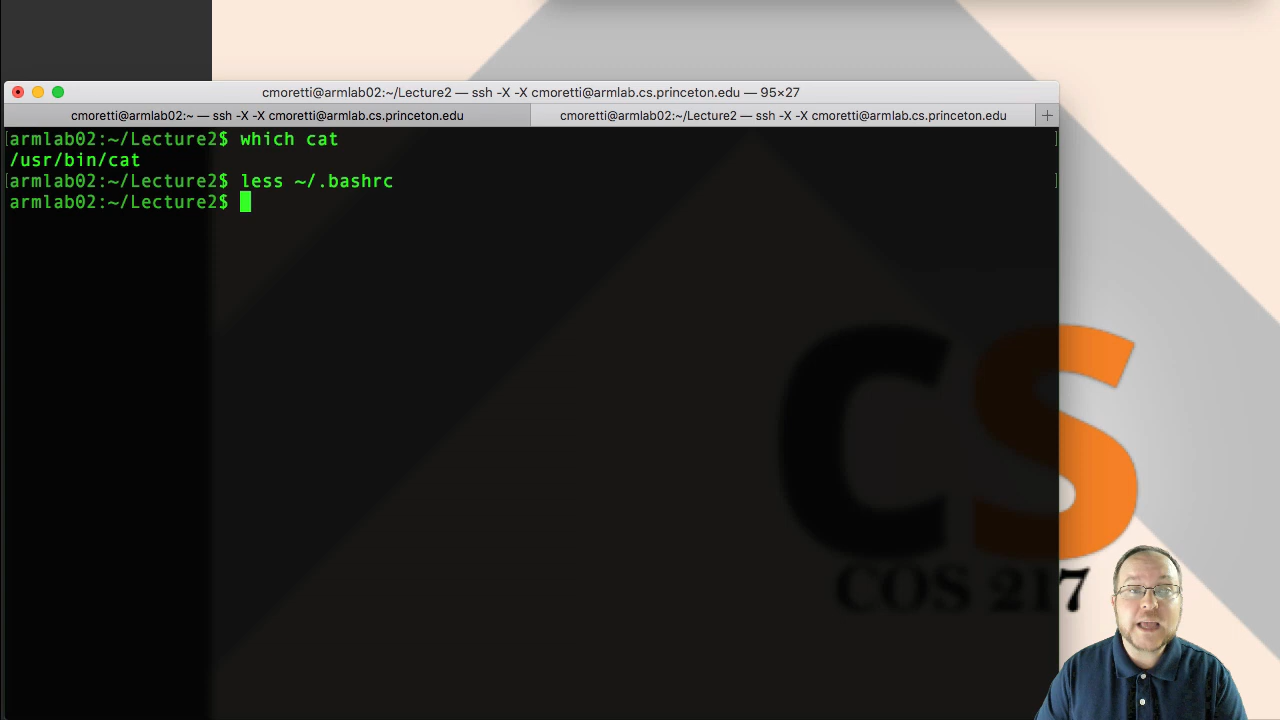 cmoretti@armlab02:~/Lecture2 — ssh -X -X cmoretti@armlab.cs.princeton.edu — 95×27
cmoretti@armlab02:~ — ssh -X -X cmoretti@armlab.cs.princeton.edu
cmoretti@armlab02:~/Lecture2 — ssh -X -X cmoretti@armlab.cs.princeton.edu
+
[armlab02:~/Lecture2$ which cat ]
/usr/bin/cat
[armlab02:~/Lecture2$ less ~/.bashrc ]
armlab02:~/Lecture2$
CS
COS 217